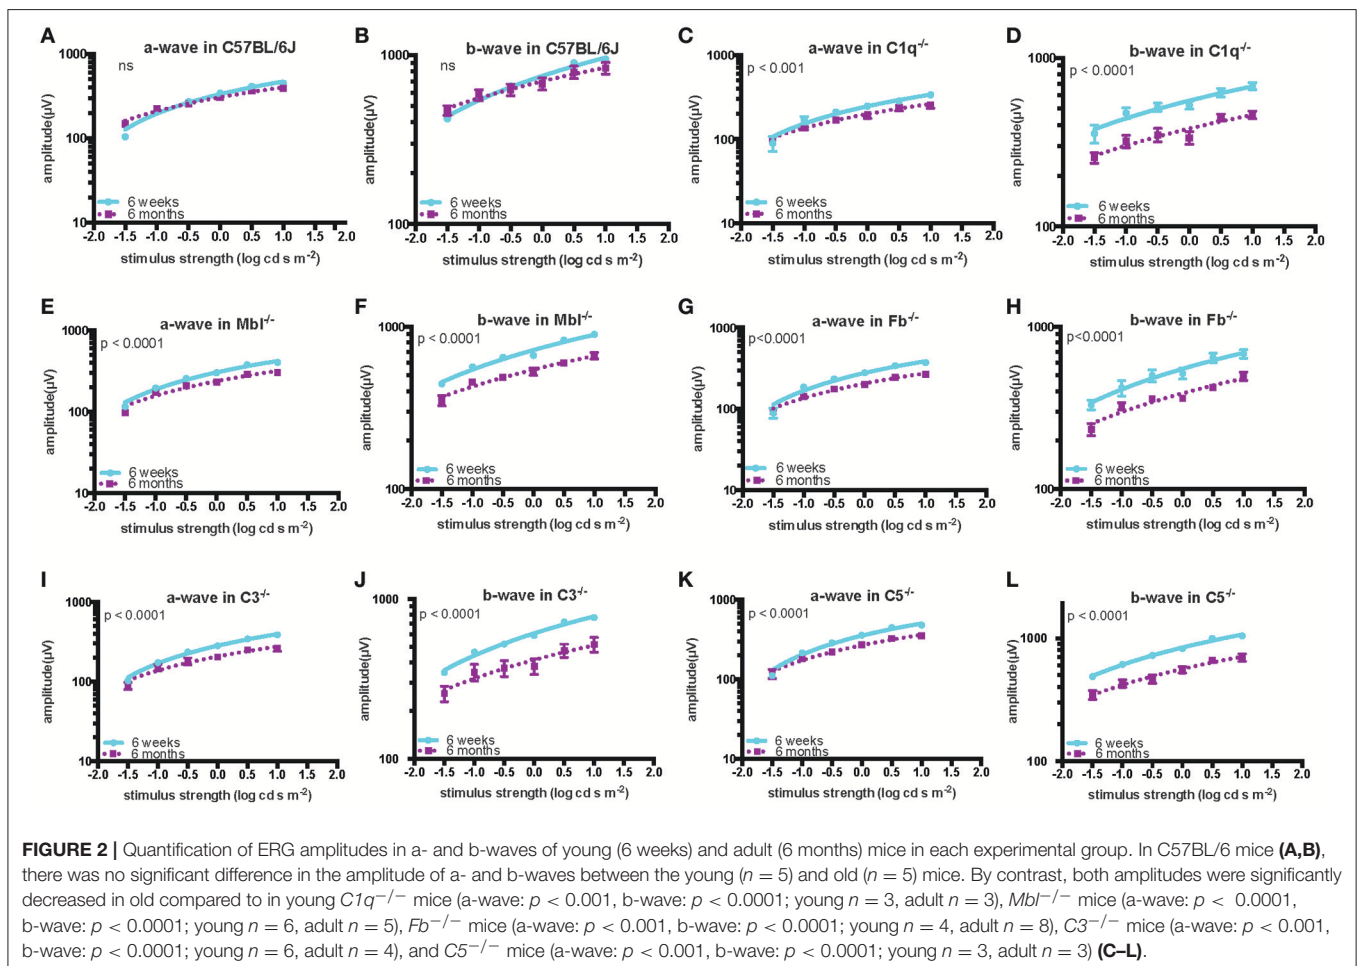 A
a-wave in C57BL/6J
1000
ns
100
10
amplitude(µV)
6 weeks
6 months
-2.0 -1.5 -1.0 -0.5 0.0 0.5 1.0 2.0
stimulus strength (log cd s m-2)
B
b-wave in C57BL/6J
1000
ns
100
amplitude(µV)
6 weeks
6 months
-2.0 -1.5 -1.0 -0.5 0.0 0.5 1.0 2.0
stimulus strength (log cd s m-2)
C
a-wave in C1q-/-
1000
p < 0.001
100
10
amplitude(µV)
6 weeks
6 months
-2.0 -1.5 -1.0 -0.5 0.0 0.5 1.0 2.0
stimulus strength (log cd s m-2)
D
b-wave in C1q-/-
1000
p < 0.0001
100
amplitude(µV)
6 weeks
6 months
-2.0 -1.5 -1.0 -0.5 0.0 0.5 1.0 2.0
stimulus strength (log cd s m-2)
E
a-wave in Mbl-/-
1000
p < 0.0001
100
10
amplitude(µV)
6 weeks
6 months
-2.0 -1.5 -1.0 -0.5 0.0 0.5 1.0 2.0
stimulus strength (log cd s m-2)
F
b-wave in Mbl-/-
1000
p < 0.0001
100
amplitude(µV)
6 weeks
6 months
-2.0 -1.5 -1.0 -0.5 0.0 0.5 1.0 2.0
stimulus strength (log cd s m-2)
G
a-wave in Fb-/-
1000
p<0.0001
100
10
amplitude(µV)
6 weeks
6 months
-2.0 -1.5 -1.0 -0.5 0.0 0.5 1.0 2.0
stimulus strength (log cd s m-2)
H
b-wave in Fb-/-
1000
p<0.0001
100
amplitude(µV)
6 weeks
6 months
-2.0 -1.5 -1.0 -0.5 0.0 0.5 1.0 2.0
stimulus strength (log cd s m-2)
I
a-wave in C3-/-
1000
p < 0.0001
100
10
amplitude(µV)
6 weeks
6 months
-2.0 -1.5 -1.0 -0.5 0.0 0.5 1.0 2.0
stimulus strength (log cd s m-2)
J
b-wave in C3-/-
1000
p < 0.0001
100
amplitude(µV)
6 weeks
6 months
-2.0 -1.5 -1.0 -0.5 0.0 0.5 1.0 2.0
stimulus strength (log cd s m-2)
K
a-wave in C5-/-
1000
p < 0.0001
100
10
amplitude(µV)
6 weeks
6 months
-2.0 -1.5 -1.0 -0.5 0.0 0.5 1.0 2.0
stimulus strength (log cd s m-2)
L
b-wave in C5-/-
p < 0.0001
1000
100
amplitude(µV)
6 weeks
6 months
-2.0 -1.5 -1.0 -0.5 0.0 0.5 1.0 2.0
stimulus strength (log cd s m-2)
FIGURE 2 | Quantification of ERG amplitudes in a- and b-waves of young (6 weeks) and adult (6 months) mice in each experimental group. In C57BL/6 mice (A,B),
there was no significant difference in the amplitude of a- and b-waves between the young (n = 5) and old (n = 5) mice. By contrast, both amplitudes were significantly
decreased in old compared to in young C1q−/− mice (a-wave: p < 0.001, b-wave: p < 0.0001; young n = 3, adult n = 3), Mbl−/− mice (a-wave: p < 0.0001,
b-wave: p < 0.0001; young n = 6, adult n = 5), Fb−/− mice (a-wave: p < 0.001, b-wave: p < 0.0001; young n = 4, adult n = 8), C3−/− mice (a-wave: p < 0.001,
b-wave: p < 0.0001; young n = 6, adult n = 4), and C5−/− mice (a-wave: p < 0.001, b-wave: p < 0.0001; young n = 3, adult n = 3) (C–L).